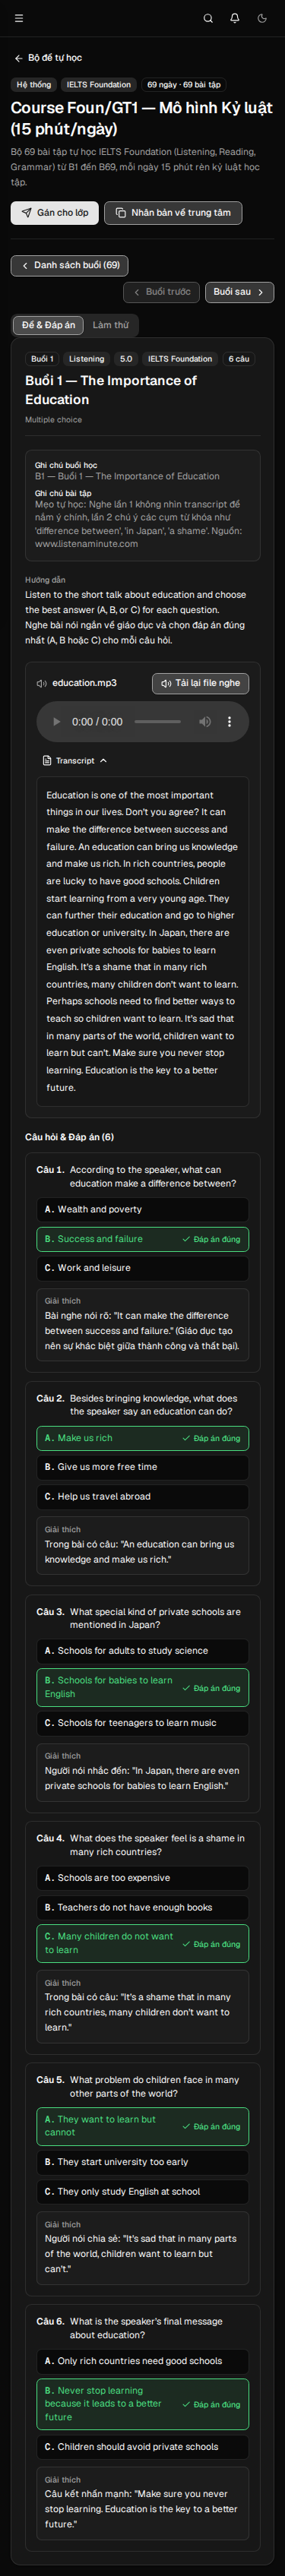 Bộ đề tự học
Hệ thống
IELTS Foundation
69 ngày · 69 bài tập
Course Foun/GT1 — Mô hình Kỷ luật
(15 phút/ngày)
Bộ 69 bài tập tự học IELTS Foundation (Listening, Reading,
Grammar) từ B1 đến B69, mỗi ngày 15 phút rèn kỷ luật học
tập.
Gán cho lớp
Nhân bản về trung tâm
Danh sách buổi (69)
Buổi trước
Buổi sau
Đề & Đáp án
Làm thử
Buổi 1
Listening
5.0
IELTS Foundation
6 câu
Buổi 1 — The Importance of
Education
Multiple choice
Ghi chú buổi học
B1 — Buổi 1 — The Importance of Education
Ghi chú bài tập
Mẹo tự học: Nghe lần 1 không nhìn transcript để
nắm ý chính, lần 2 chú ý các cụm từ khóa như
'difference between', 'in Japan', 'a shame'. Nguồn:
www.listenaminute.com
Hướng dẫn
Listen to the short talk about education and choose
the best answer (A, B, or C) for each question.
Nghe bài nói ngắn về giáo dục và chọn đáp án đúng
nhất (A, B hoặc C) cho mỗi câu hỏi.
education.mp3
Tải lại file nghe
0:00 / 0:00
Transcript
Education is one of the most important
things in our lives. Don't you agree? It can
make the difference between success and
failure. An education can bring us knowledge
and make us rich. In rich countries, people
are lucky to have good schools. Children
start learning from a very young age. They
can further their education and go to higher
education or university. In Japan, there are
even private schools for babies to learn
English. It's a shame that in many rich
countries, many children don't want to learn.
Perhaps schools need to find better ways to
teach so children want to learn. It's sad that
in many parts of the world, children want to
learn but can't. Make sure you never stop
learning. Education is the key to a better
future.
Câu hỏi & Đáp án (6)
Câu 1. According to the speaker, what can
education make a difference between?
A. Wealth and poverty
B. Success and failure
Đáp án đúng
C. Work and leisure
Giải thích
Bài nghe nói rõ: "It can make the difference
between success and failure." (Giáo dục tạo
nên sự khác biệt giữa thành công và thất bại).
Câu 2. Besides bringing knowledge, what does
the speaker say an education can do?
A. Make us rich
Đáp án đúng
B. Give us more free time
C. Help us travel abroad
Giải thích
Trong bài có câu: "An education can bring us
knowledge and make us rich."
Câu 3. What special kind of private schools are
mentioned in Japan?
A. Schools for adults to study science
B. Schools for babies to learn
English
Đáp án đúng
C. Schools for teenagers to learn music
Giải thích
Người nói nhắc đến: "In Japan, there are even
private schools for babies to learn English."
Câu 4. What does the speaker feel is a shame in
many rich countries?
A. Schools are too expensive
B. Teachers do not have enough books
C. Many children do not want
to learn
Đáp án đúng
Giải thích
Trong bài có câu: "It's a shame that in many
rich countries, many children don't want to
learn."
Câu 5. What problem do children face in many
other parts of the world?
A. They want to learn but
cannot
Đáp án đúng
B. They start university too early
C. They only study English at school
Giải thích
Người nói chia sẻ: "It's sad that in many parts
of the world, children want to learn but
can't."
Câu 6. What is the speaker's final message
about education?
A. Only rich countries need good schools
B. Never stop learning
because it leads to a better
future
Đáp án đúng
C. Children should avoid private schools
Giải thích
Câu kết nhấn mạnh: "Make sure you never
stop learning. Education is the key to a better
future."